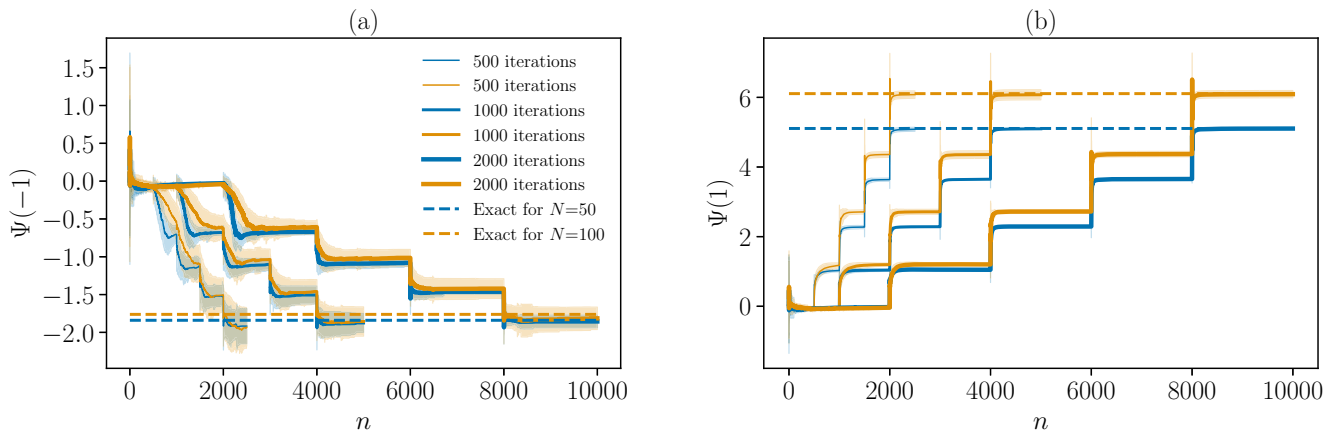 (a)
Ψ(−1)
1.5
1.0
0.5
0.0
−0.5
−1.0
−1.5
−2.0
500 iterations
500 iterations
1000 iterations
1000 iterations
2000 iterations
2000 iterations
Exact for N=50
Exact for N=100
0 2000 4000 6000 8000 10000
n
(b)
Ψ(1)
6
4
2
0
0 2000 4000 6000 8000 10000
n